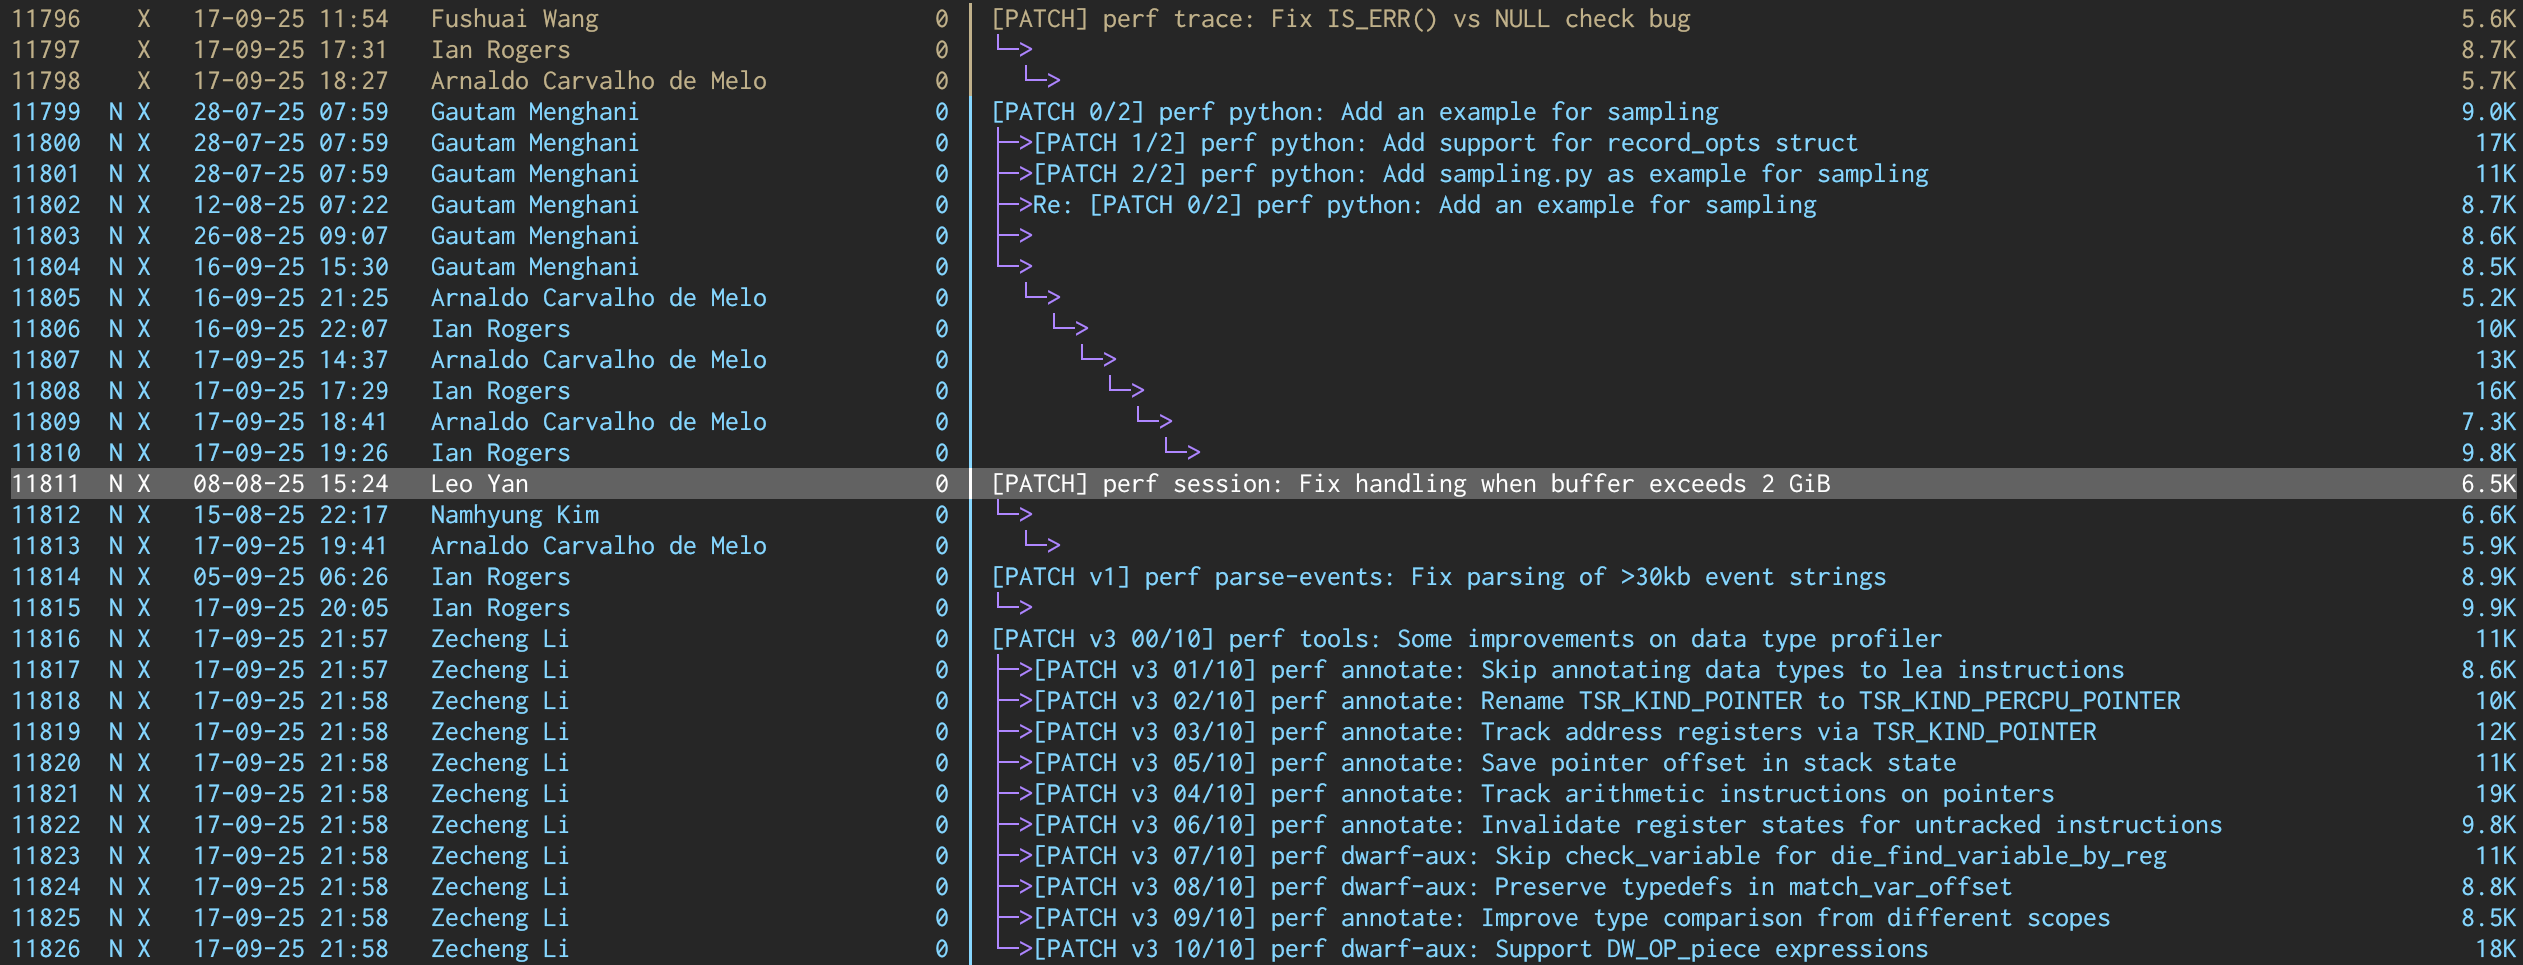 11796    X   17-09-25 11:54   Fushuai Wang   0   [PATCH] perf trace: Fix IS_ERR() vs NULL check bug   5.6K
11797    X   17-09-25 17:31   Ian Rogers   0   └─>   8.7K
11798    X   17-09-25 18:27   Arnaldo Carvalho de Melo   0     └─>   5.7K
11799  N X   28-07-25 07:59   Gautam Menghani   0   [PATCH 0/2] perf python: Add an example for sampling   9.0K
11800  N X   28-07-25 07:59   Gautam Menghani   0   ├─>[PATCH 1/2] perf python: Add support for record_opts struct   17K
11801  N X   28-07-25 07:59   Gautam Menghani   0   ├─>[PATCH 2/2] perf python: Add sampling.py as example for sampling   11K
11802  N X   12-08-25 07:22   Gautam Menghani   0   ├─>Re: [PATCH 0/2] perf python: Add an example for sampling   8.7K
11803  N X   26-08-25 09:07   Gautam Menghani   0   ├─>   8.6K
11804  N X   16-09-25 15:30   Gautam Menghani   0   └─>   8.5K
11805  N X   16-09-25 21:25   Arnaldo Carvalho de Melo   0     └─>   5.2K
11806  N X   16-09-25 22:07   Ian Rogers   0       └─>   10K
11807  N X   17-09-25 14:37   Arnaldo Carvalho de Melo   0         └─>   13K
11808  N X   17-09-25 17:29   Ian Rogers   0           └─>   16K
11809  N X   17-09-25 18:41   Arnaldo Carvalho de Melo   0             └─>   7.3K
11810  N X   17-09-25 19:26   Ian Rogers   0               └─>   9.8K
11811  N X   08-08-25 15:24   Leo Yan   0   [PATCH] perf session: Fix handling when buffer exceeds 2 GiB   6.5K
11812  N X   15-08-25 22:17   Namhyung Kim   0   └─>   6.6K
11813  N X   17-09-25 19:41   Arnaldo Carvalho de Melo   0     └─>   5.9K
11814  N X   05-09-25 06:26   Ian Rogers   0   [PATCH v1] perf parse-events: Fix parsing of >30kb event strings   8.9K
11815  N X   17-09-25 20:05   Ian Rogers   0   └─>   9.9K
11816  N X   17-09-25 21:57   Zecheng Li   0   [PATCH v3 00/10] perf tools: Some improvements on data type profiler   11K
11817  N X   17-09-25 21:57   Zecheng Li   0   ├─>[PATCH v3 01/10] perf annotate: Skip annotating data types to lea instructions   8.6K
11818  N X   17-09-25 21:58   Zecheng Li   0   ├─>[PATCH v3 02/10] perf annotate: Rename TSR_KIND_POINTER to TSR_KIND_PERCPU_POINTER   10K
11819  N X   17-09-25 21:58   Zecheng Li   0   ├─>[PATCH v3 03/10] perf annotate: Track address registers via TSR_KIND_POINTER   12K
11820  N X   17-09-25 21:58   Zecheng Li   0   ├─>[PATCH v3 05/10] perf annotate: Save pointer offset in stack state   11K
11821  N X   17-09-25 21:58   Zecheng Li   0   ├─>[PATCH v3 04/10] perf annotate: Track arithmetic instructions on pointers   19K
11822  N X   17-09-25 21:58   Zecheng Li   0   ├─>[PATCH v3 06/10] perf annotate: Invalidate register states for untracked instructions   9.8K
11823  N X   17-09-25 21:58   Zecheng Li   0   ├─>[PATCH v3 07/10] perf dwarf-aux: Skip check_variable for die_find_variable_by_reg   11K
11824  N X   17-09-25 21:58   Zecheng Li   0   ├─>[PATCH v3 08/10] perf dwarf-aux: Preserve typedefs in match_var_offset   8.8K
11825  N X   17-09-25 21:58   Zecheng Li   0   ├─>[PATCH v3 09/10] perf annotate: Improve type comparison from different scopes   8.5K
11826  N X   17-09-25 21:58   Zecheng Li   0   └─>[PATCH v3 10/10] perf dwarf-aux: Support DW_OP_piece expressions   18K